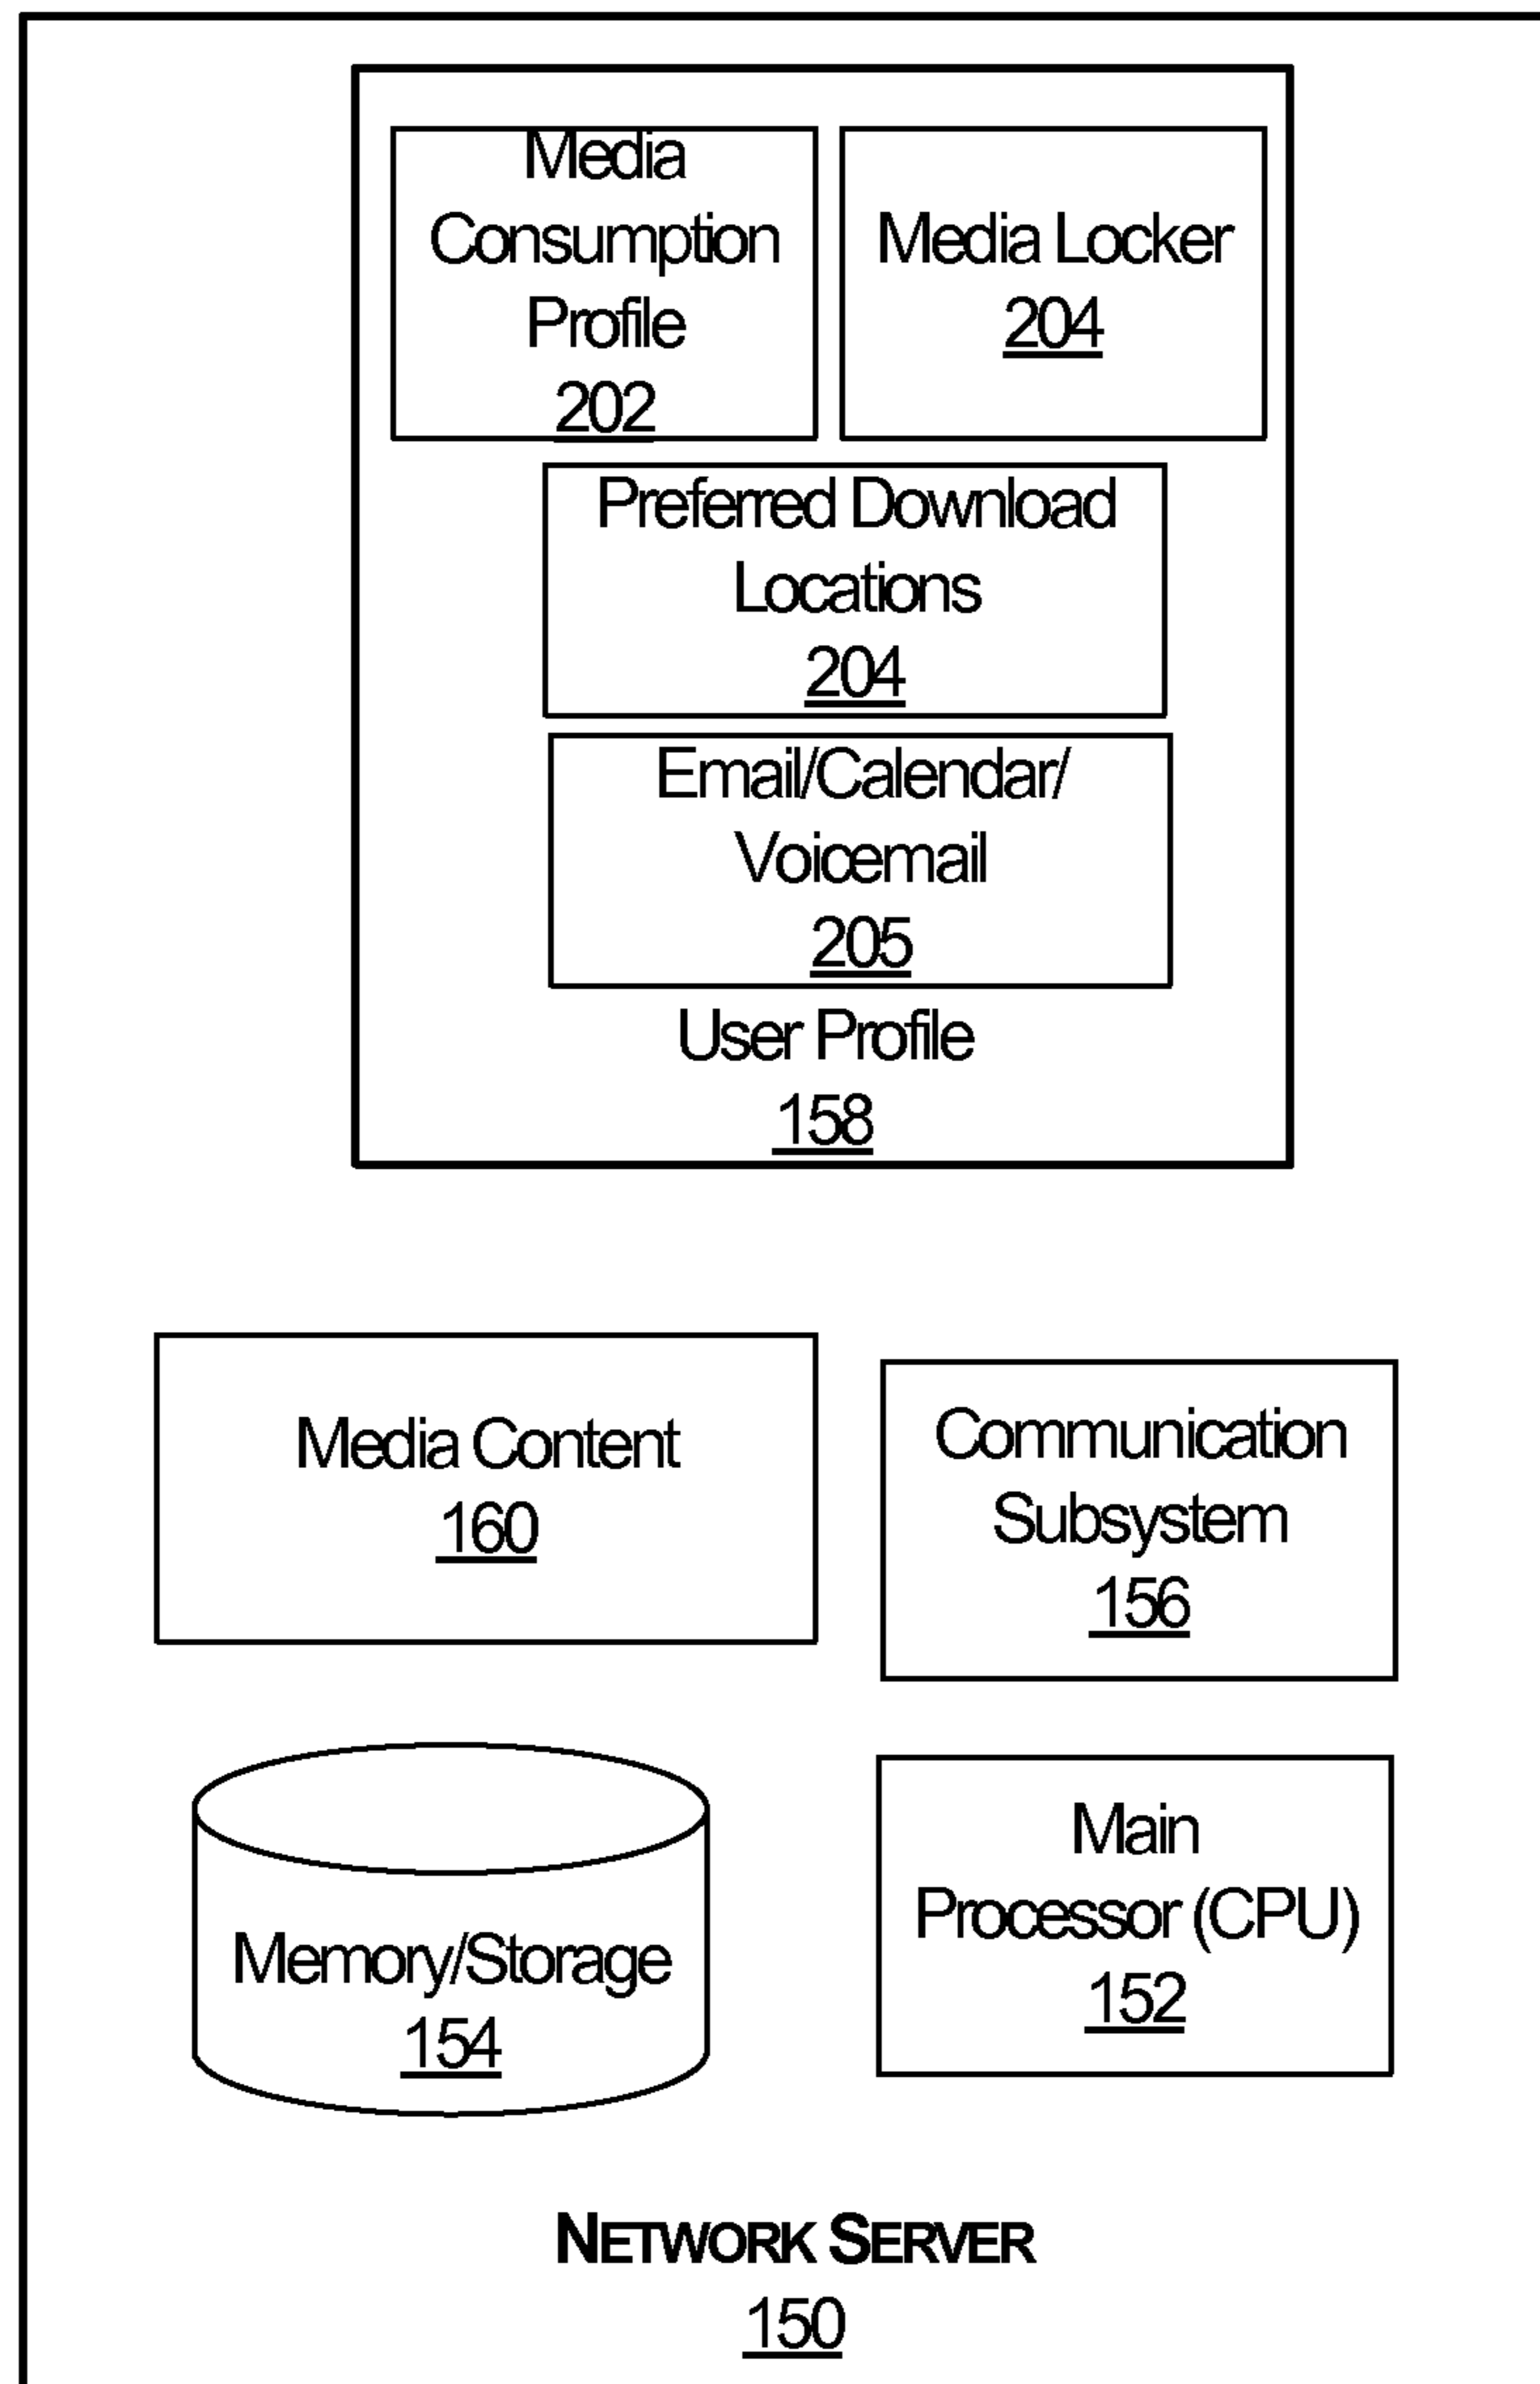 Media
Consumption
Profile
202
Media Locker
204
Preferred Download
Locations
204
Email/Calendar/
Voicemail
205
User Profile
158
Media Content
160
Communication
Subsystem
156
Memory/Storage
154
Main
Processor (CPU)
152
NETWORK SERVER
150